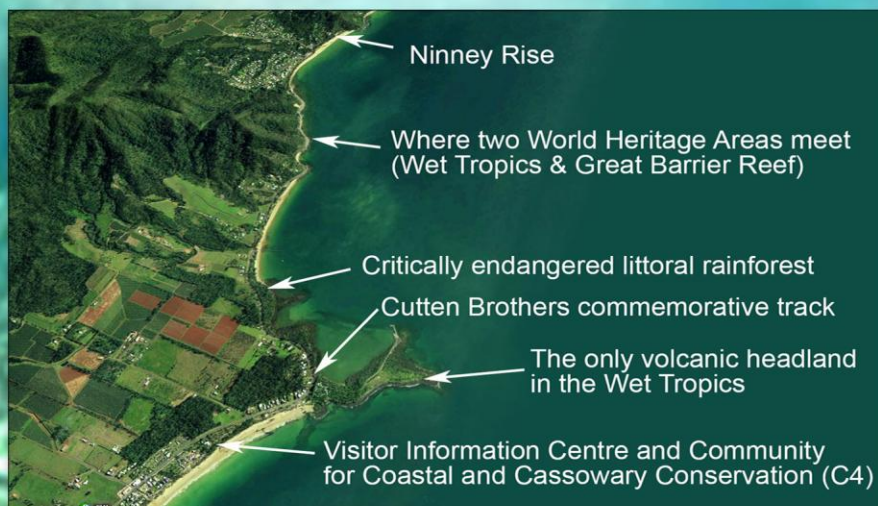 Ninney Rise
Where two World Heritage Areas meet
(Wet Tropics & Great Barrier Reef)
Critically endangered littoral rainforest
Cutten Brothers commemorative track
The only volcanic headland
in the Wet Tropics
Visitor Information Centre and Community
for Coastal and Cassowary Conservation (C4)